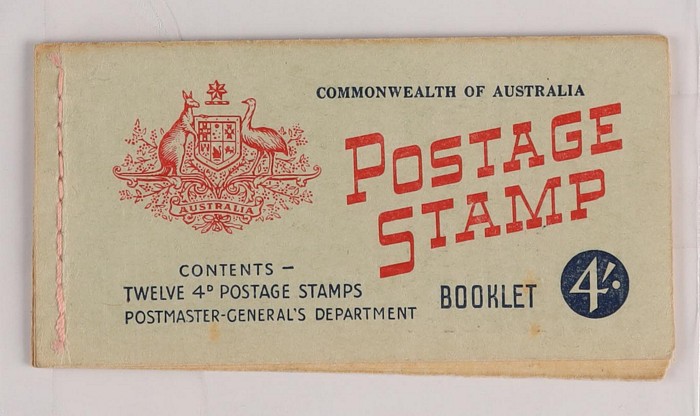 COMMONWEALTH OF AUSTRALIA
POSTAGE
STAMP
BOOKLET
4/.
AUSTRALIA
CONTENTS –
TWELVE 4D POSTAGE STAMPS
POSTMASTER-GENERAL'S DEPARTMENT